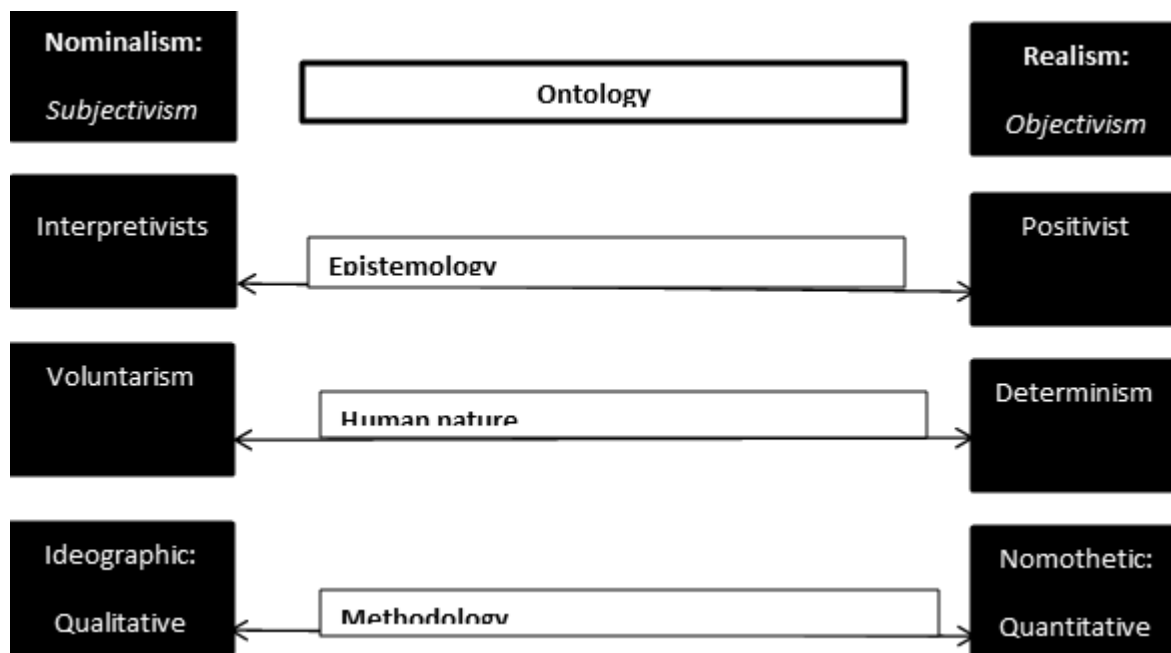 Nominalism:
Subjectivism
Ontology
Realism:
Objectivism
Interpretivists
Epistemology
Positivist
Voluntarism
Human nature
Determinism
Ideographic:
Qualitative
Methodology
Nomothetic:
Quantitative